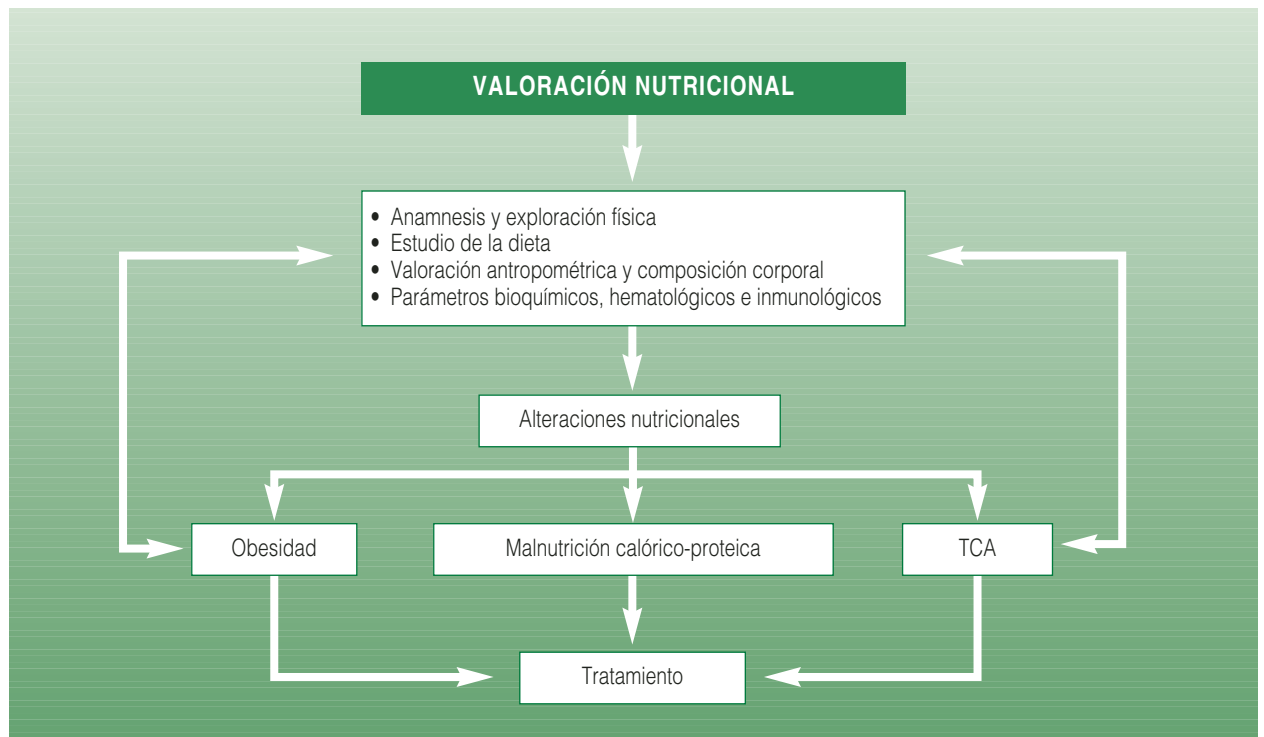 VALORACIÓN NUTRICIONAL
• Anamnesis y exploración física
• Estudio de la dieta
• Valoración antropométrica y composición corporal
• Parámetros bioquímicos, hematológicos e inmunológicos
Alteraciones nutricionales
Obesidad
Malnutrición calórico-proteica
TCA
Tratamiento